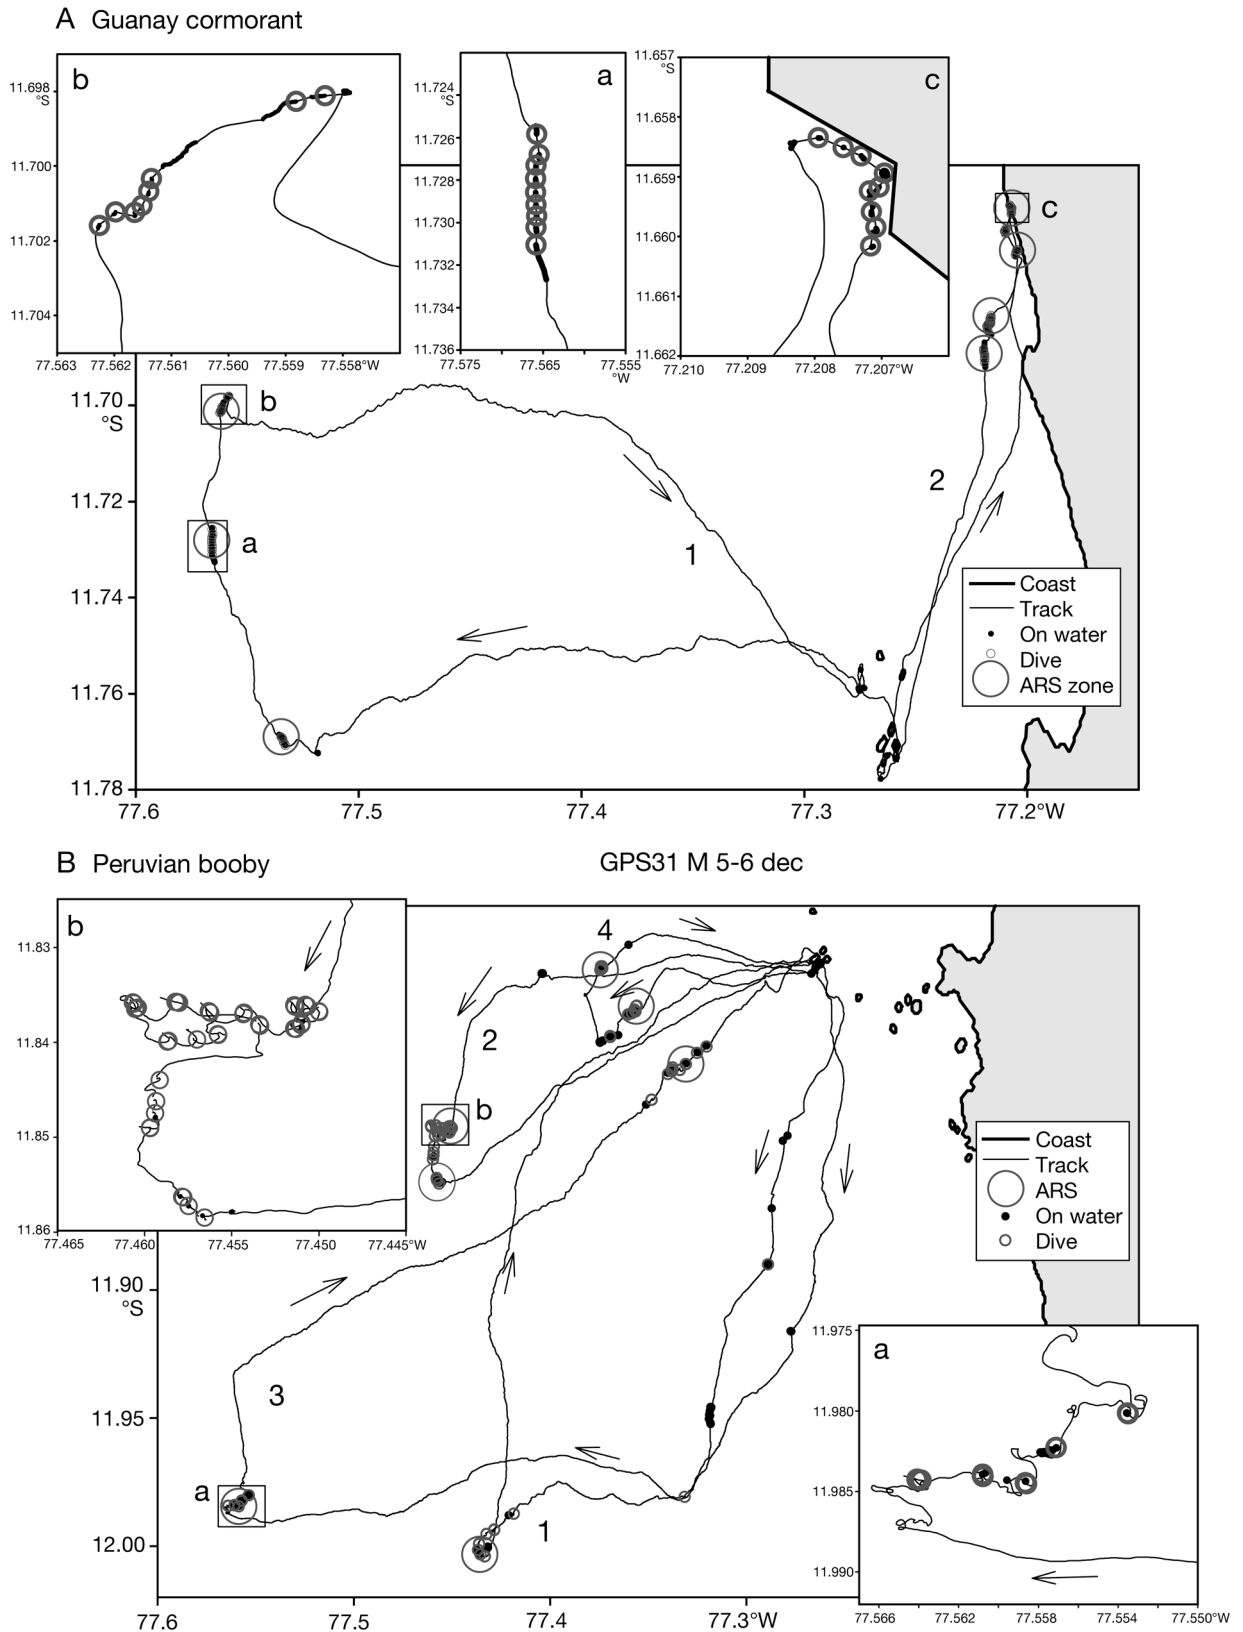 A Guanay cormorant
b
11.698
°S
11.700
11.702
11.704
77.563 77.562 77.561 77.560 77.559 77.558°W
a
11.724
°S
11.726
11.728
11.730
11.732
11.734
11.736
77.575 77.565 77.555
°W
c
11.657
°S
11.658
11.659
11.660
11.661
11.662
77.210 77.209 77.208 77.207°W
c
b
a
1
2
11.70
°S
11.72
11.74
11.76
11.78
77.6 77.5 77.4 77.3 77.2°W
Coast
Track
On water
Dive
ARS zone
B Peruvian booby GPS31 M 5-6 dec
b
11.83
11.84
11.85
11.86
77.465 77.460 77.455 77.450 77.445°W
4
2
b
3
a
1
11.90
°S
11.95
12.00
77.6 77.5 77.4 77.3°W
Coast
Track
ARS
On water
Dive
a
11.975
11.980
11.985
11.990
77.566 77.562 77.558 77.554 77.550°W